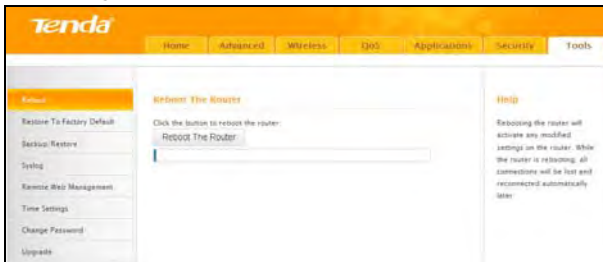 Tenda
Home Advanced Wireless QoS Applications Security Tools
Reboot
Restore To Factory Default
Backup/Restore
Syslog
Remote Web Management
Time Settings
Change Password
Upgrade
Reboot The Router
Click the button to reboot the router.
Reboot The Router
Help
Rebooting the router will
activate any modified
settings on the router. While
the router is rebooting, all
connections will be lost and
reconnected automatically
later.